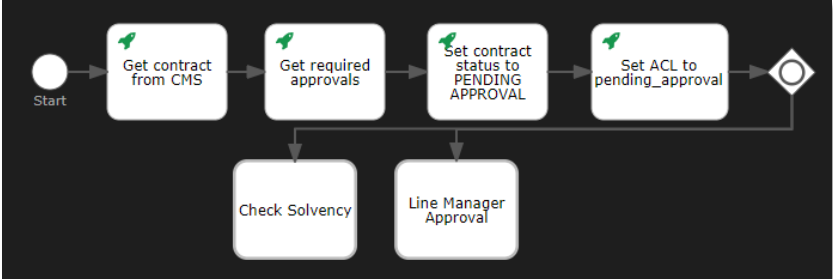 Start
Get contract
from CMS
Get required
approvals
Set contract
status to
PENDING
APPROVAL
Set ACL to
pending_approval
Check Solvency
Line Manager
Approval